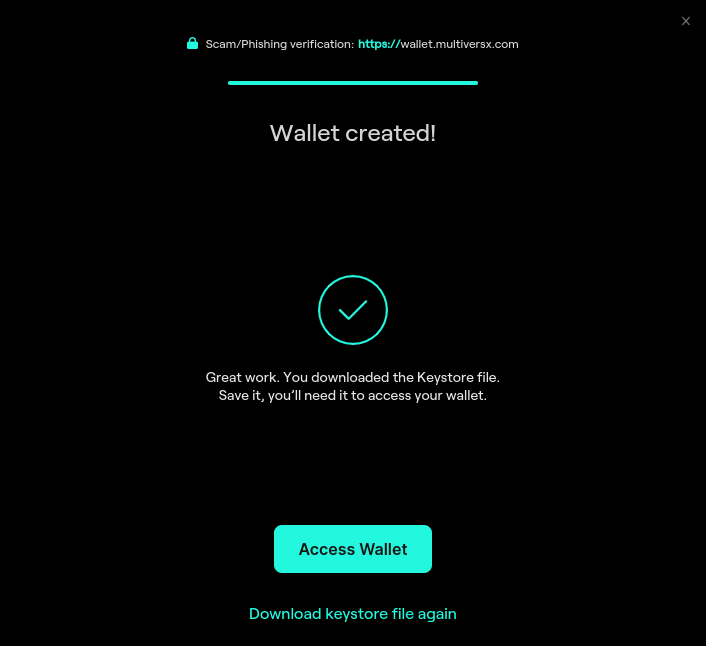 Scam/Phishing verification: https://wallet.multiversx.com
Wallet created!
Great work. You downloaded the Keystore file.
Save it, you’ll need it to access your wallet.
Access Wallet
Download keystore file again